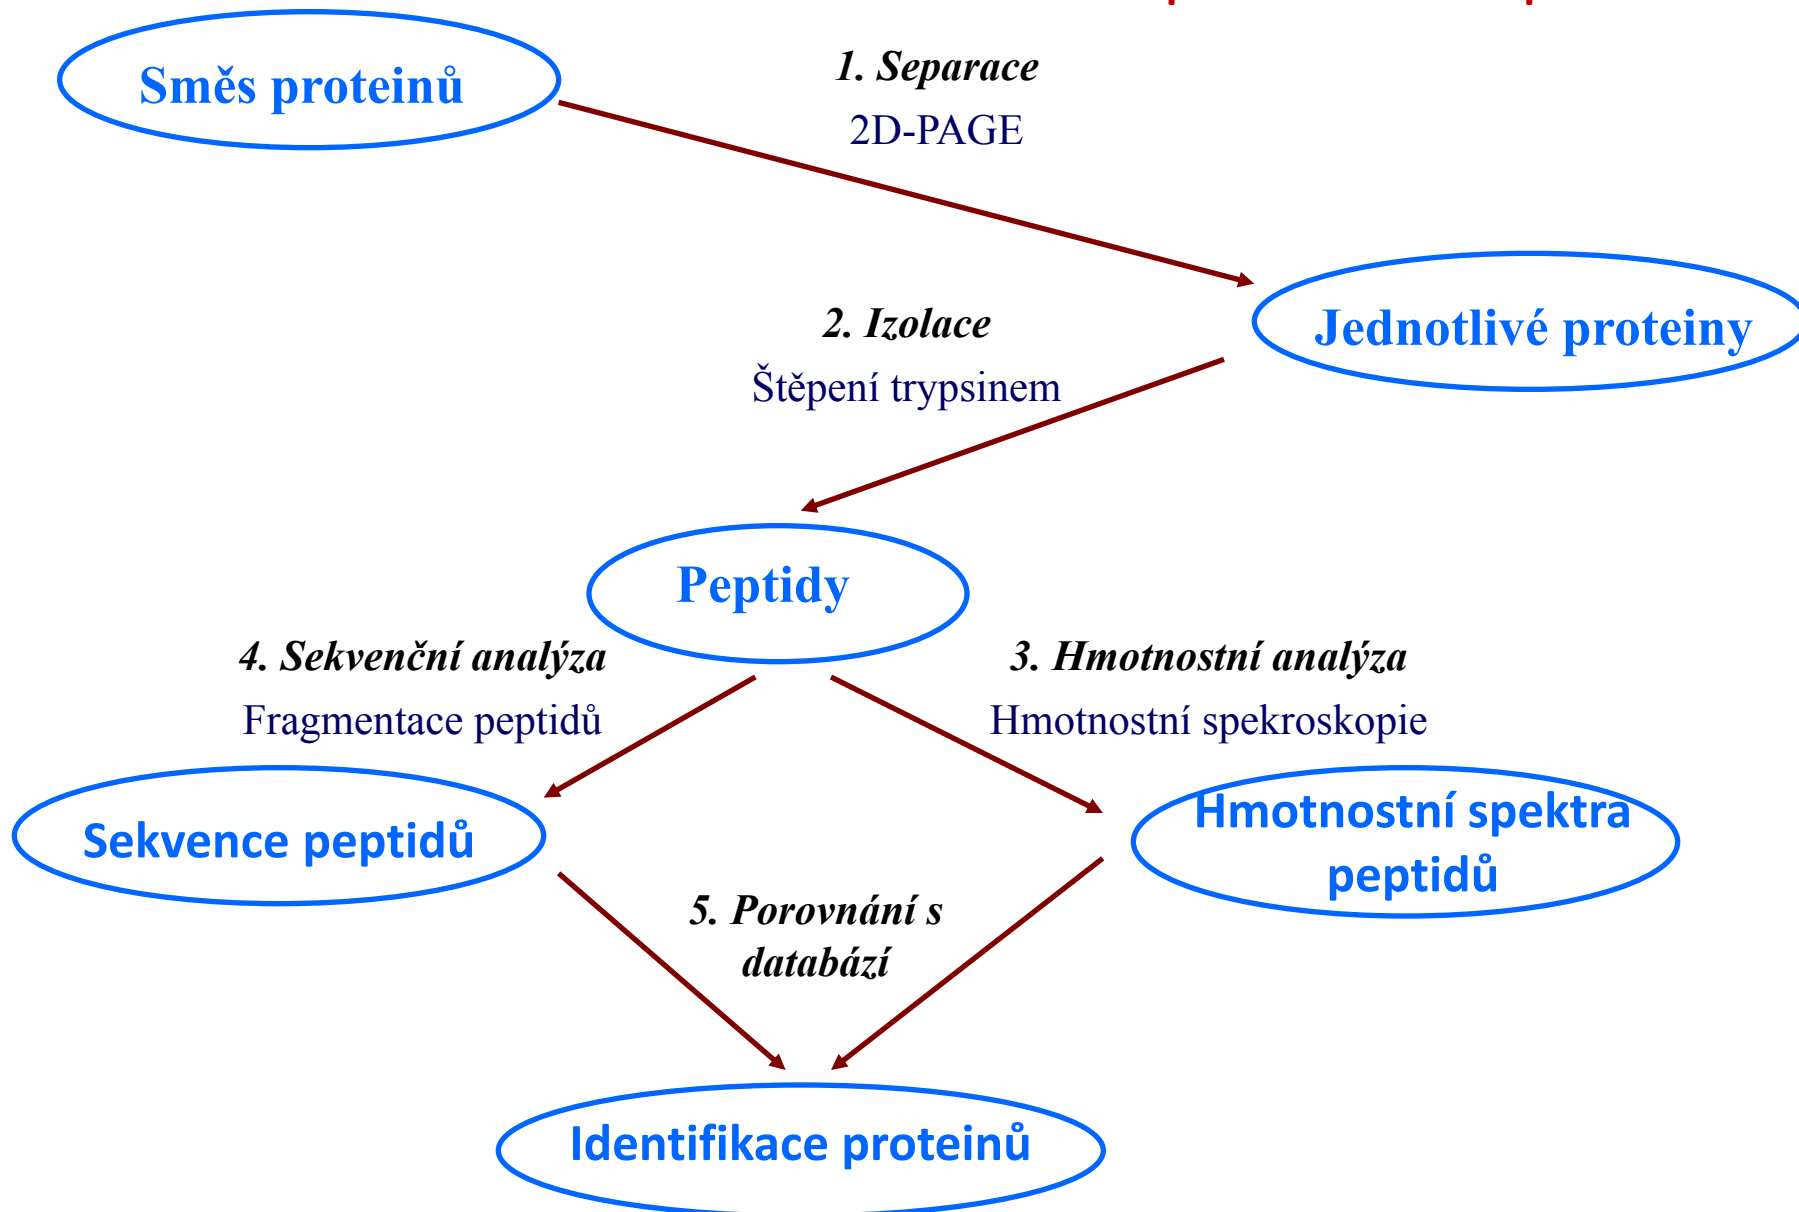 1. Separace
Směs proteinů
2D-PAGE
2. Izolace
Jednotlivé proteiny
Štěpení trypsinem
Peptidy
4. Sekvenční analýza
3. Hmotnostní analýza
Fragmentace peptidů
Hmotnostní spekroskopie
Hmotnostní spektra
peptidů
Sekvence peptidů
5. Porovnání s
databází
Identifikace proteinů